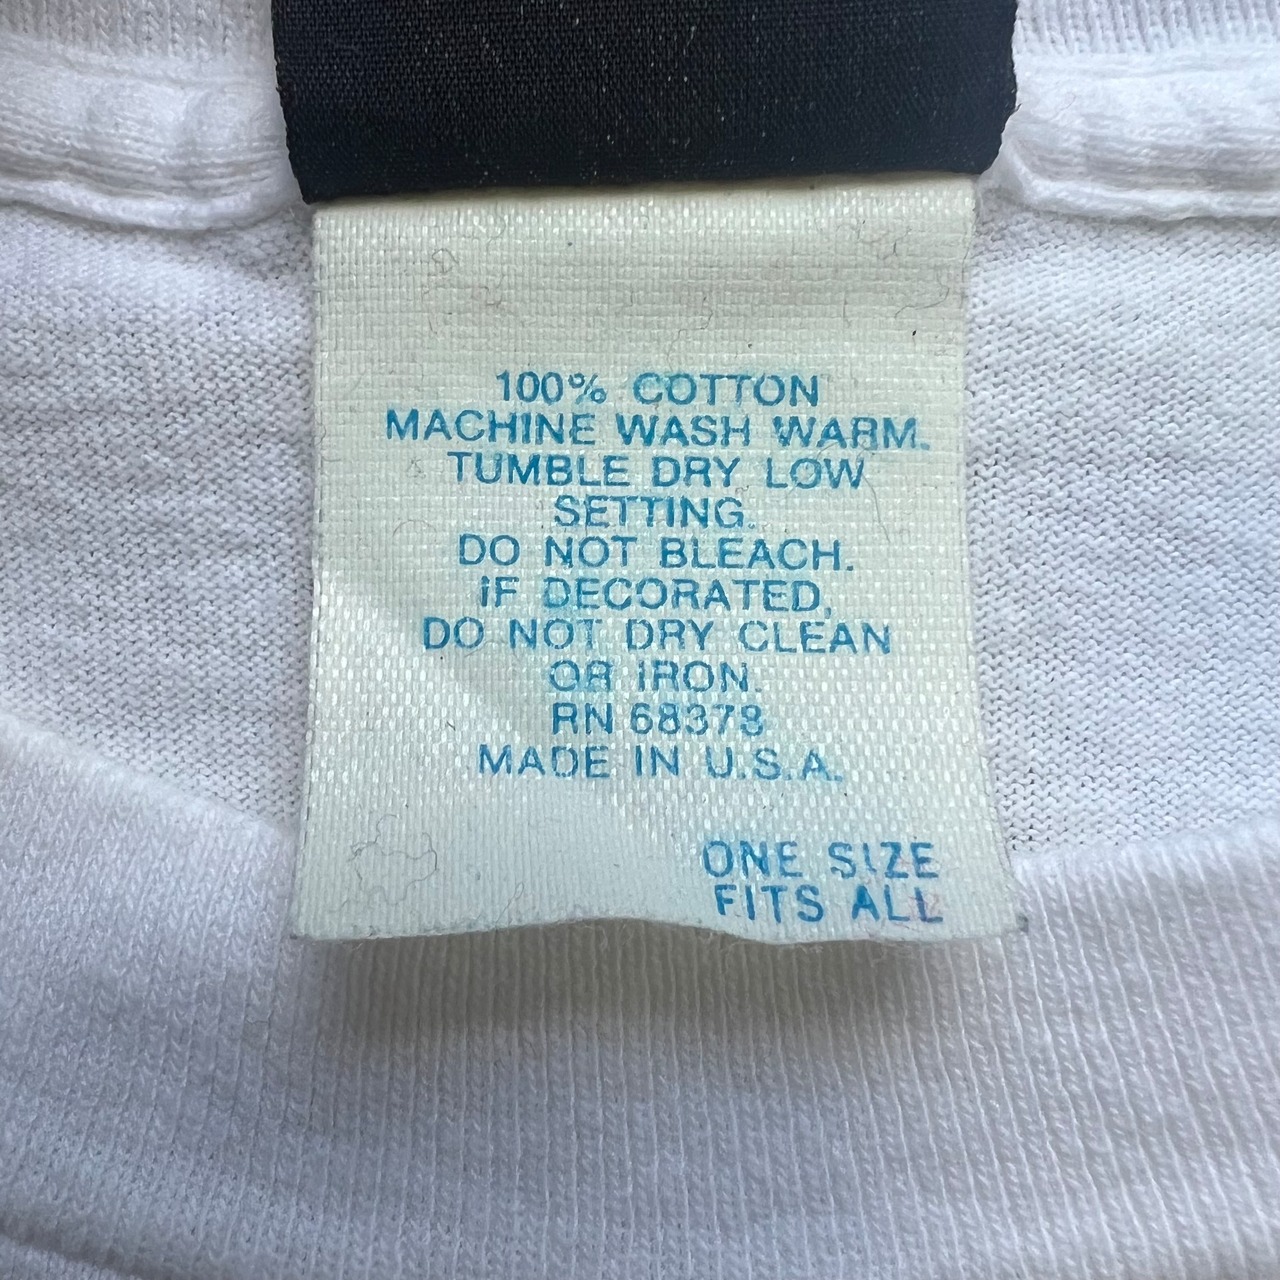 100% COTTON
MACHINE WASH WARM.
TUMBLE DRY LOW
SETTING.
DO NOT BLEACH.
IF DECORATED,
DO NOT DRY CLEAN
OR IRON.
RN 68378
MADE IN U.S.A.
ONE SIZE
FITS ALL